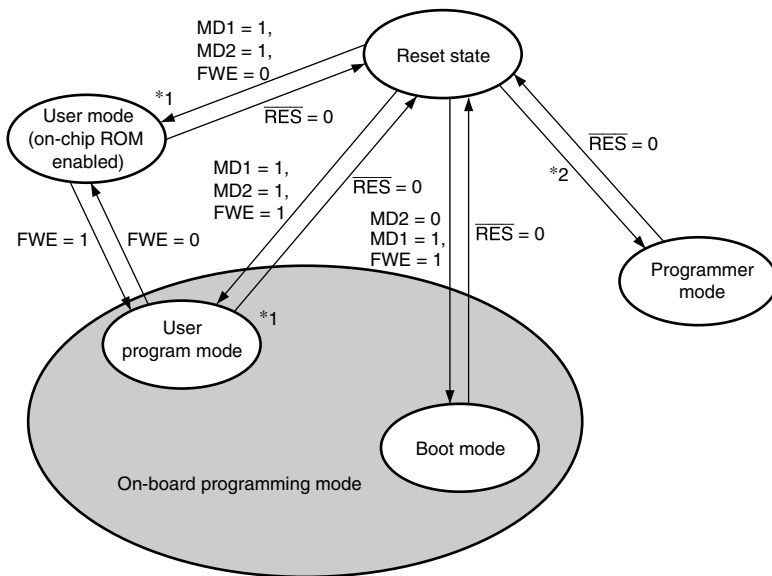 MD1 = 1,
MD2 = 1,
FWE = 0
Reset state
*1
User mode
(on-chip ROM
enabled)
RES = 0
RES = 0
*2
MD1 = 1,
MD2 = 1,
FWE = 1
RES = 0
MD2 = 0
MD1 = 1,
FWE = 1
RES = 0
FWE = 1
FWE = 0
Programmer
mode
User
program mode
*1
Boot mode
On-board programming mode